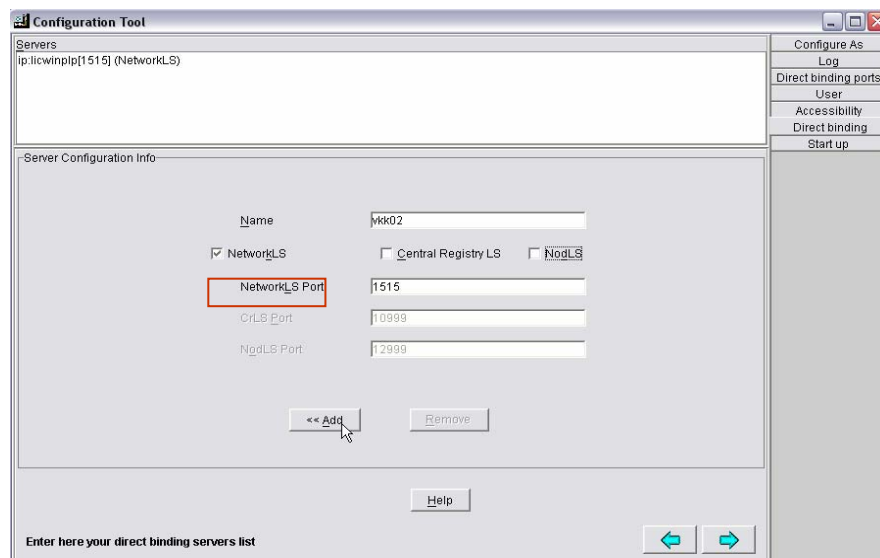 Configuration Tool
Servers
ip:licwinplp[1515] (NetworkLS)
Configure As
Log
Direct binding ports
User
Accessibility
Direct binding
Start up
Server Configuration Info
Name
vkk02
NetworkLS
Central Registry LS
NodLS
NetworkLS Port
1515
CrLS Port
10999
NodLS Port
12999
<< Add
Remove
Help
Enter here your direct binding servers list